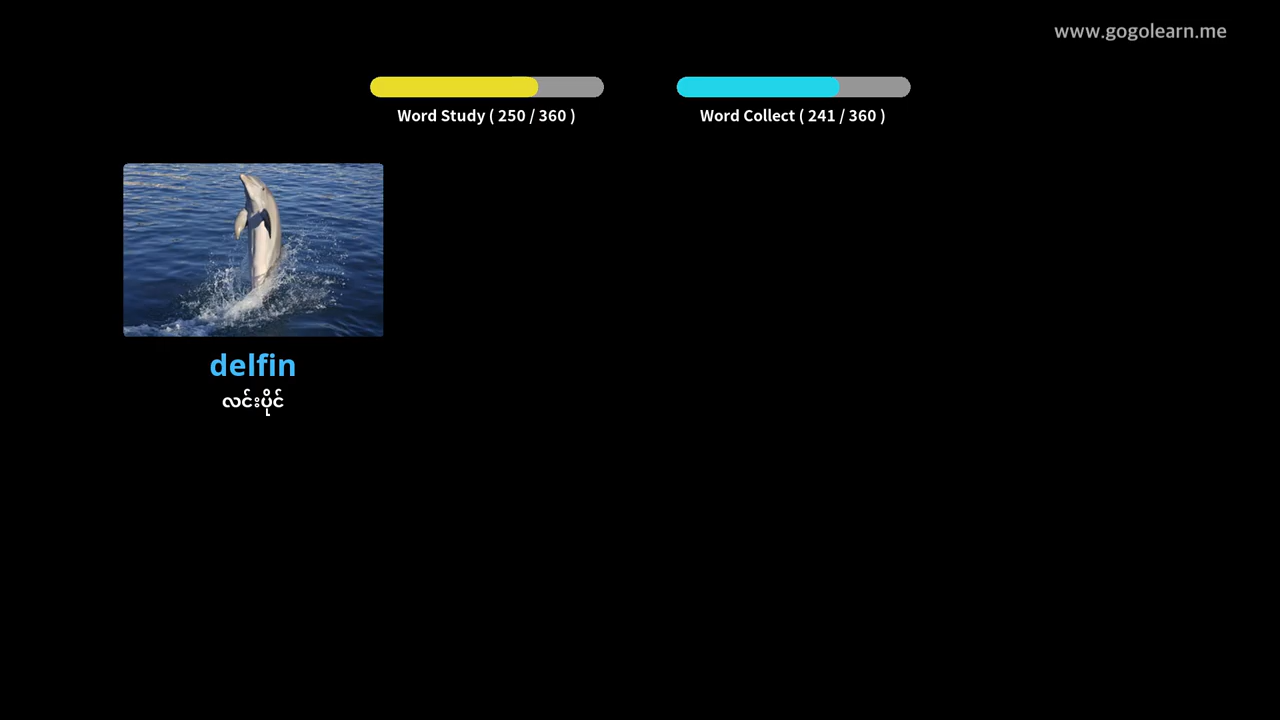 www.gogolearn.me
Word Study ( 250 / 360 )
Word Collect ( 241 / 360 )
delfin
လင်းပိုင်